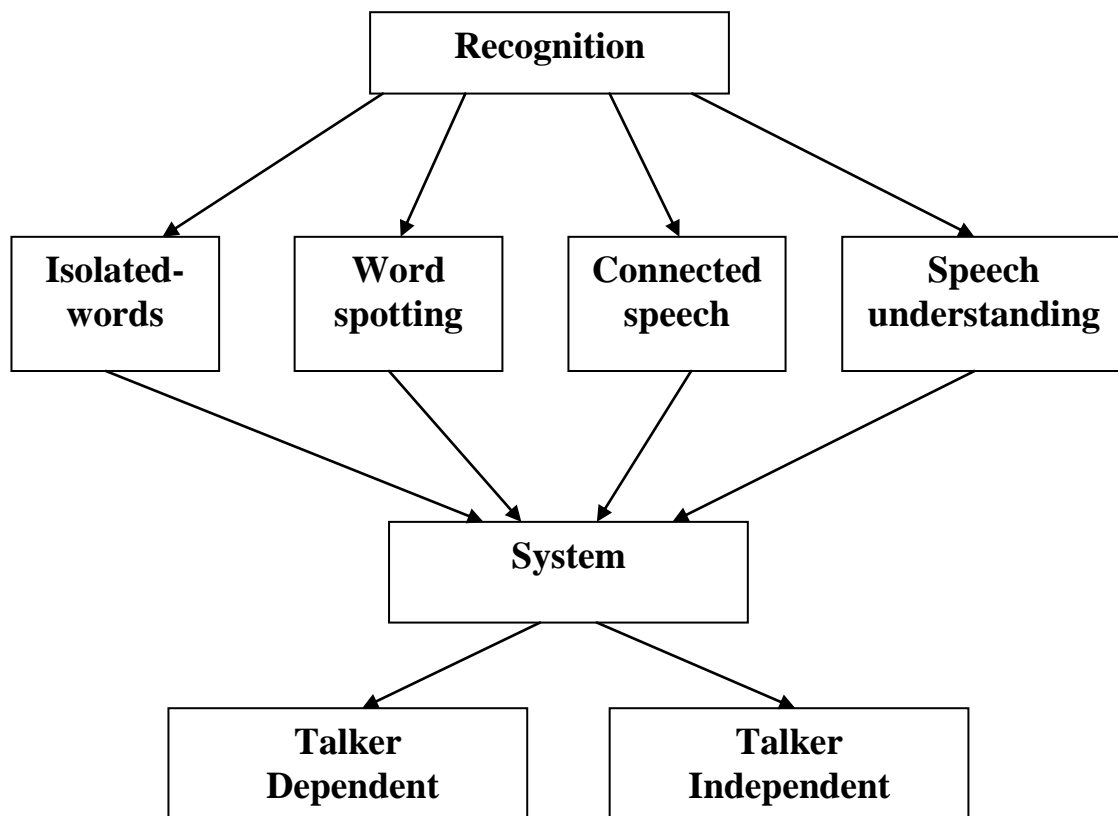 Recognition
Isolated-
words
Word
spotting
Connected
speech
Speech
understanding
System
Talker
Dependent
Talker
Independent